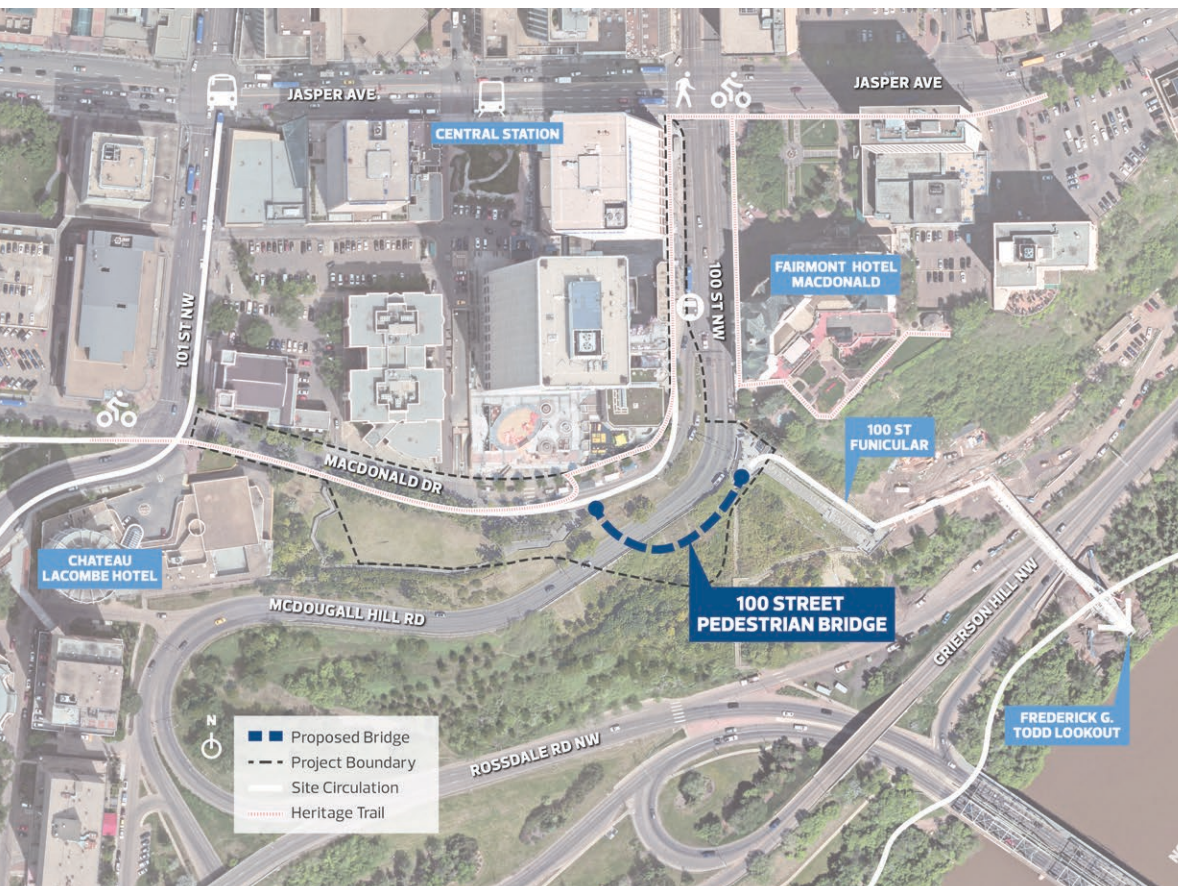 JASPER AVE
JASPER AVE
CENTRAL STATION
101 ST NW
100 ST NW
FAIRMONT HOTEL
MACDONALD
100 ST
FUNICULAR
MACDONALD DR
CHATEAU
LACOMBE HOTEL
MCDOUGALL HILL RD
100 STREET
PEDESTRIAN BRIDGE
GRIERSON HILL NW
FREDERICK G.
TODD LOOKOUT
ROSSDALE RD NW
N
Proposed Bridge
Project Boundary
Site Circulation
Heritage Trail